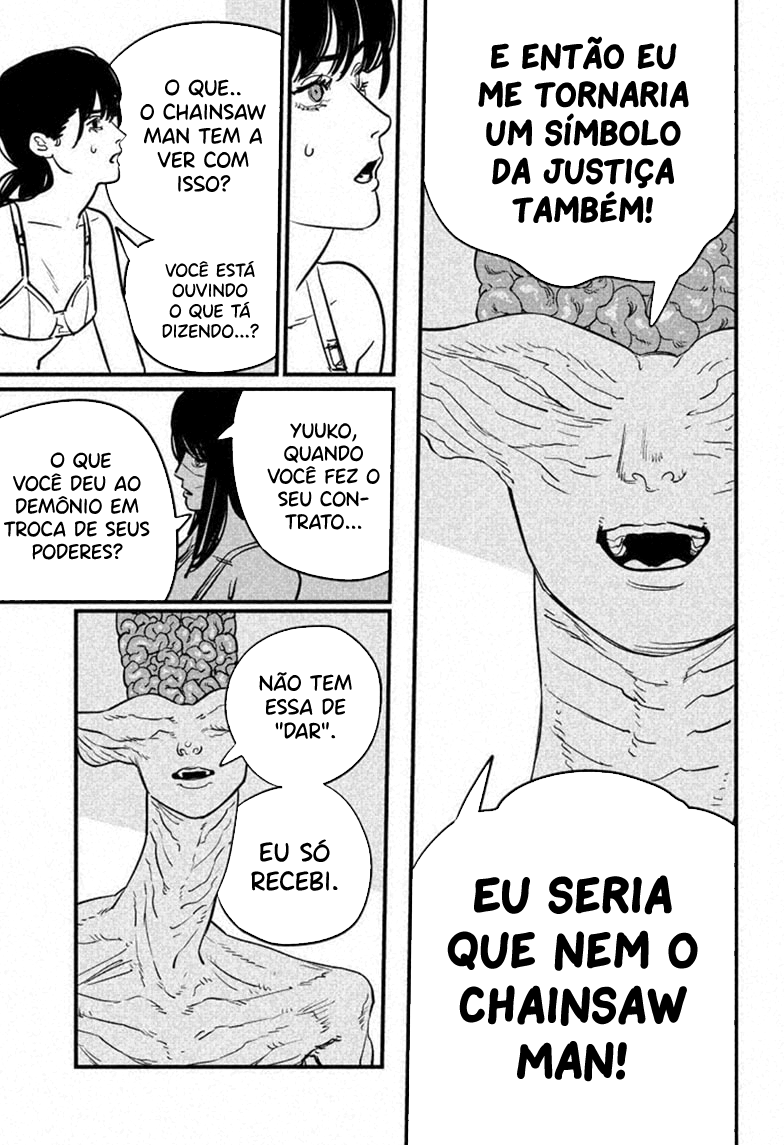 E ENTÃO EU
ME TORNARIA
UM SÍMBOLO
DA JUSTIÇA
TAMBÉM!
EU SERIA
QUE NEM O
CHAINSAW
MAN!
O QUE..
O CHAINSAW
MAN TEM A
VER COM
ISSO?
VOCÊ ESTÁ
OUVINDO
O QUE TÁ
DIZENDO...?
YUUKO,
QUANDO
VOCÊ FEZ O
SEU CON-
TRATO...
O QUE
VOCÊ DEU AO
DEMÔNIO EM
TROCA DE SEUS
PODERES?
NÃO TEM
ESSA DE
"DAR".
EU SÓ
RECEBI.